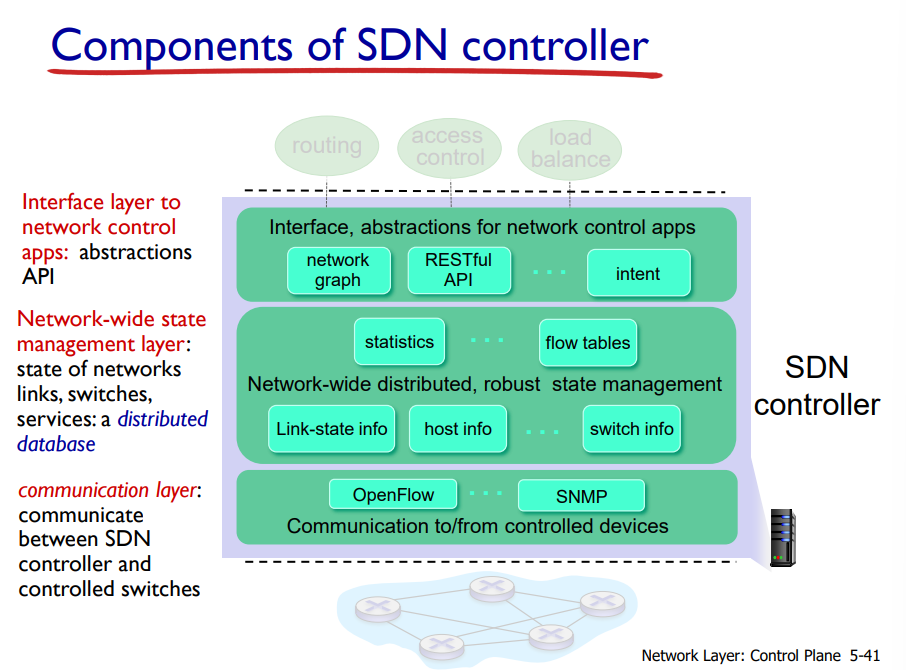 Components of SDN controller
routing
access
control
load
balance
Interface layer to
network control
apps: abstractions
API
Interface, abstractions for network control apps
network
graph
RESTful
API
. . .
intent
Network-wide state
management layer:
state of networks
links, switches,
services: a distributed
database
statistics
. . .
flow tables
Network-wide distributed, robust state management
Link-state info
host info
. . .
switch info
SDN
controller
communication layer:
communicate
between SDN
controller and
controlled switches
OpenFlow
. . .
SNMP
Communication to/from controlled devices
Network Layer: Control Plane 5-41